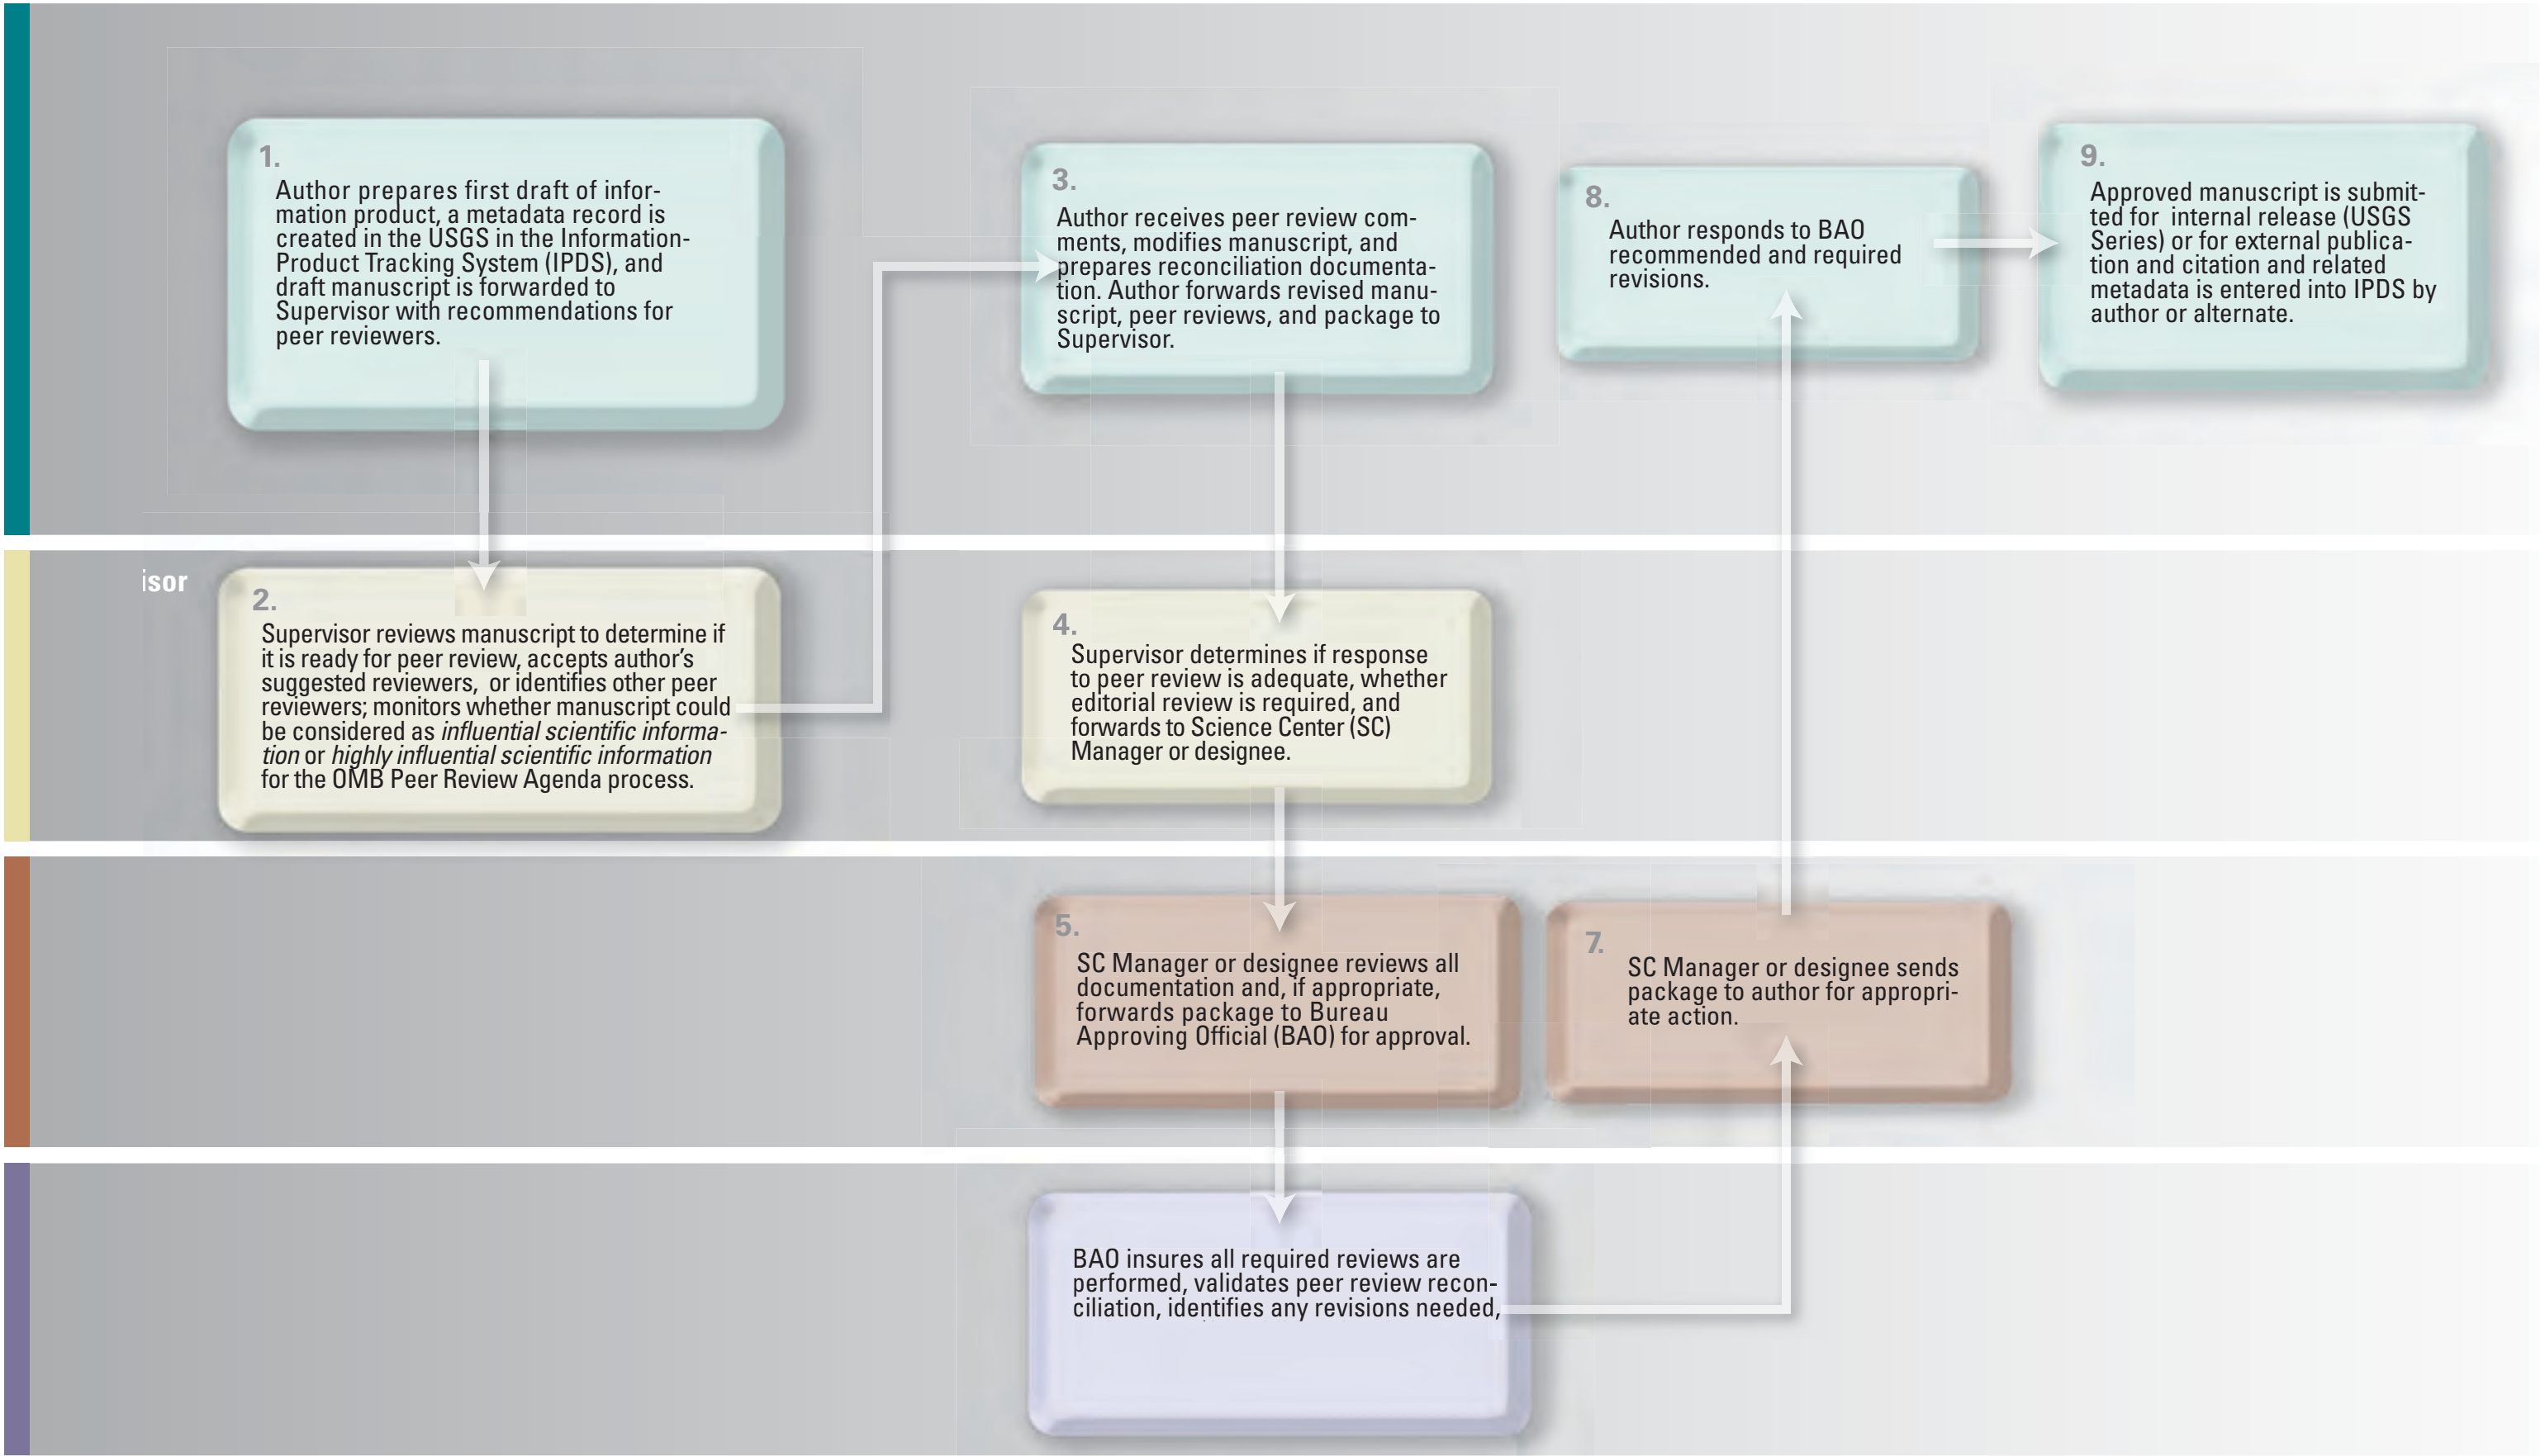 1.
Author prepares first draft of infor-
mation product, a metadata record is
created in the USGS in the Information-
Product Tracking System (IPDS), and
draft manuscript is forwarded to
Supervisor with recommendations for
peer reviewers.
isor
2.
Supervisor reviews manuscript to determine if
it is ready for peer review, accepts author's
suggested reviewers, or identifies other peer
reviewers; monitors whether manuscript could
be considered as influential scientific informa-
tion or highly influential scientific information
for the OMB Peer Review Agenda process.
3.
Author receives peer review com-
ments, modifies manuscript, and
prepares reconciliation documenta-
tion. Author forwards revised manu-
script, peer reviews, and package to
Supervisor.
4.
Supervisor determines if response
to peer review is adequate, whether
editorial review is required, and
forwards to Science Center (SC)
Manager or designee.
5.
SC Manager or designee reviews all
documentation and, if appropriate,
forwards package to Bureau
Approving Official (BAO) for approval.
BAO insures all required reviews are
performed, validates peer review recon-
ciliation, identifies any revisions needed,
7.
SC Manager or designee sends
package to author for appropri-
ate action.
8.
Author responds to BAO
recommended and required
revisions.
9.
Approved manuscript is submit-
ted for internal release (USGS
Series) or for external publica-
tion and citation and related
metadata is entered into IPDS by
author or alternate.